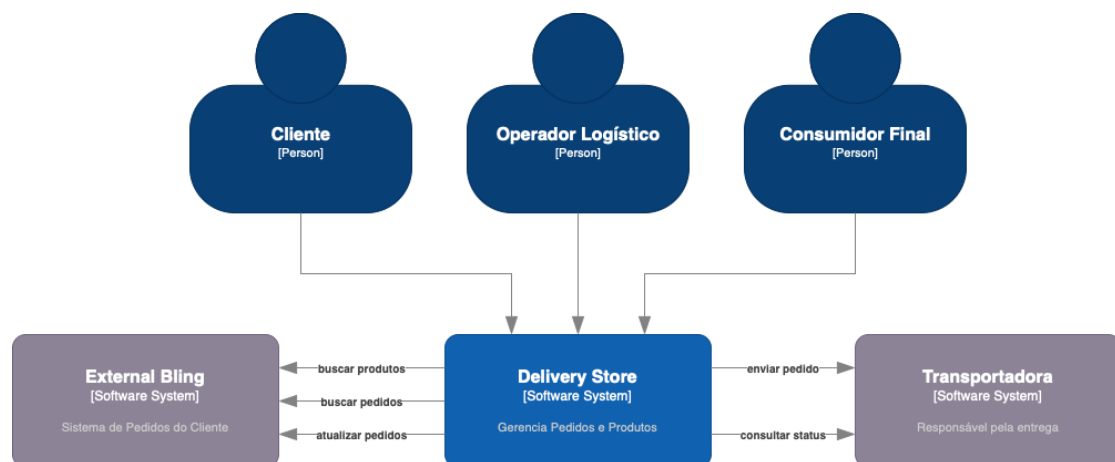 Cliente
[Person]
Operador Logístico
[Person]
Consumidor Final
[Person]
External Bling
[Software System]
Sistema de Pedidos do Cliente
buscar produtos
buscar pedidos
atualizar pedidos
Delivery Store
[Software System]
Gerencia Pedidos e Produtos
enviar pedido
consultar status
Transportadora
[Software System]
Responsável pela entrega